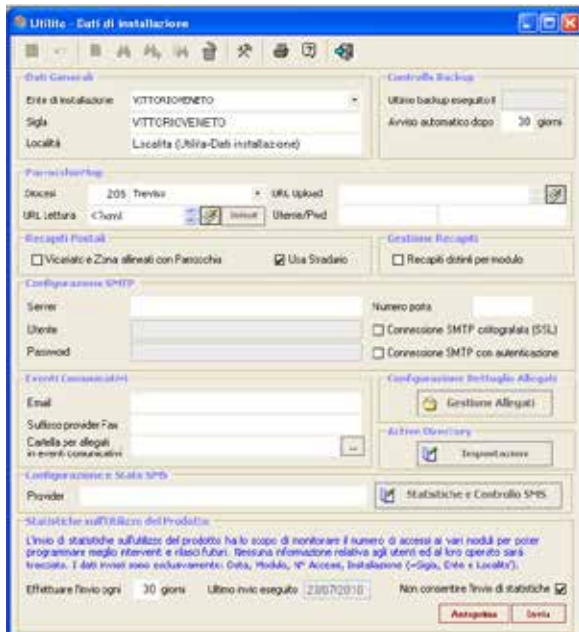 Utilità - Dati di installazione
Dati Generali
Controllo Backup
Ente di installazione VITTORIOVENETO
Ultimo backup eseguito il
Sigla VITTORIOVENETO
Avviso automatico dopo 30 giorni
Località Localita (Utilita-Dati installazione)
Diocesi 205 Treviso URL Upload
URL Lettura Default Utente/Pwd
Recapiti Postali
Gestione Recapiti
Vicariato e Zona allineati con Parrocchia Usa Stradario
Recapiti distinti per modulo
Configurazione SMTP
Server Numero porta
Utente Connessione SMTP crittografata (SSL)
Password Connessione SMTP con autenticazione
Eventi Comunicativi
Configurazione Dettaglio Allegati
Email
Gestione Allegati
Suffisso provider Fax
Active Directory
Cartella per allegati
in eventi comunicativi ...
Impostazioni
Configurazione e Stato SMS
Provider Statistiche e Controllo SMS
Statistiche sull'Utilizzo del Prodotto
L'invio di statistiche sull'utilizzo del prodotto ha lo scopo di monitorare il numero di accessi ai vari moduli per poter
programmare meglio interventi e rilasci futuri. Nessuna informazione relativa agli utenti ed al loro operato sarà
tracciata. I dati inviati sono esclusivamente: Data, Modulo, N° Accessi, Installazione (=Sigla, Ente e Località).
Effettuare l'invio ogni 30 giorni Ultimo invio eseguito 23/07/2010 Non consentire l'invio di statistiche
Anteprima Invia